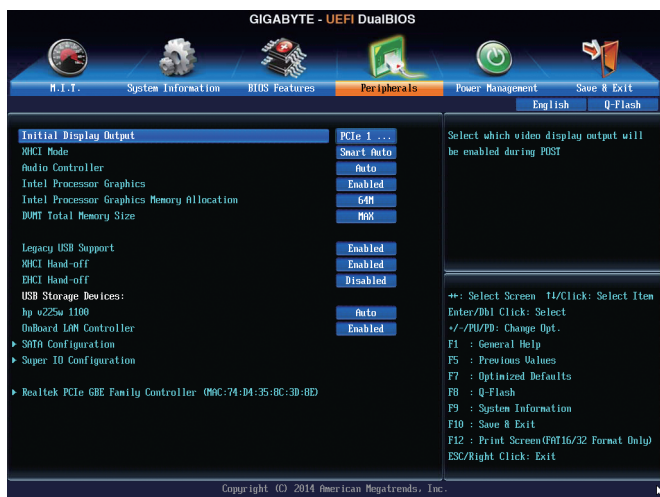 GIGABYTE - UEFI DualBIOS
M.I.T. System Information BIOS Features Peripherals Power Management Save & Exit
English Q-Flash
Initial Display Output PCIe 1 ...
XHCI Mode Smart Auto
Audio Controller Auto
Intel Processor Graphics Enabled
Intel Processor Graphics Memory Allocation 64M
DVMT Total Memory Size MAX
Legacy USB Support Enabled
XHCI Hand-off Enabled
EHCI Hand-off Disabled
USB Storage Devices:
hp v225w 1100 Auto
OnBoard LAN Controller Enabled
SATA Configuration
Super IO Configuration
Realtek PCIe GBE Family Controller (MAC:74:D4:35:8C:3D:8E)
Select which video display output will
be enabled during POST
↔: Select Screen ↑↓/Click: Select Item
Enter/Dbl Click: Select
+/-/PU/PD: Change Opt.
F1 : General Help
F5 : Previous Values
F7 : Optimized Defaults
F8 : Q-Flash
F9 : System Information
F10 : Save & Exit
F12 : Print Screen(FAT16/32 Format Only)
ESC/Right Click: Exit
Copyright (C) 2014 American Megatrends, Inc.